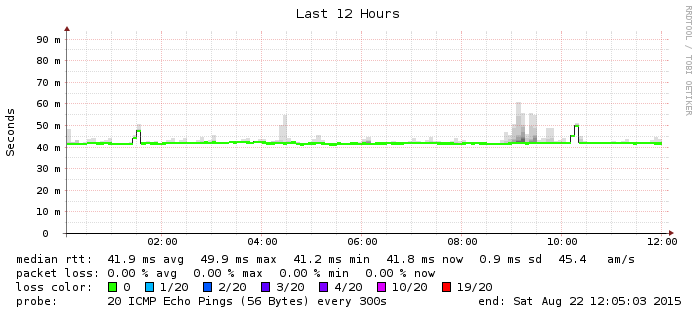 Last 12 Hours
RRDTOOL / TOBI OETIKER
Seconds
90 m
80 m
70 m
60 m
50 m
40 m
30 m
20 m
10 m
0
02:00 04:00 06:00 08:00 10:00 12:00
median rtt: 41.9 ms avg 49.9 ms max 41.2 ms min 41.8 ms now 0.9 ms sd 45.4 am/s
packet loss: 0.00 % avg 0.00 % max 0.00 % min 0.00 % now
loss color: 0 1/20 2/20 3/20 4/20 10/20 19/20
probe: 20 ICMP Echo Pings (56 Bytes) every 300s end: Sat Aug 22 12:05:03 2015